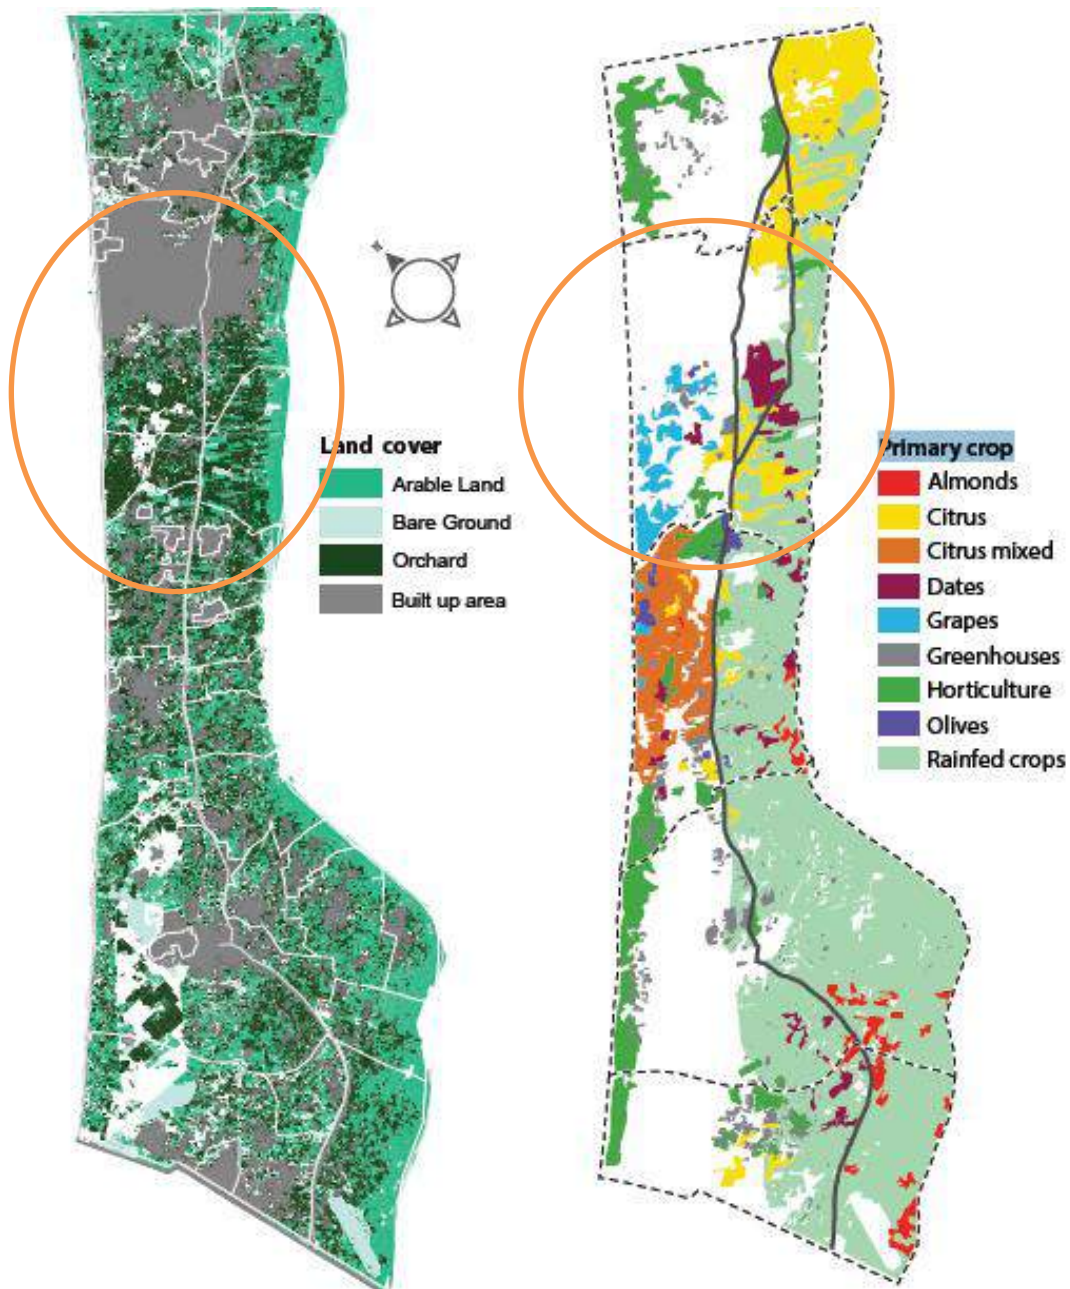 Land cover
Arable Land
Bare Ground
Orchard
Built up area
Primary crop
Almonds
Citrus
Citrus mixed
Dates
Grapes
Greenhouses
Horticulture
Olives
Rainfed crops